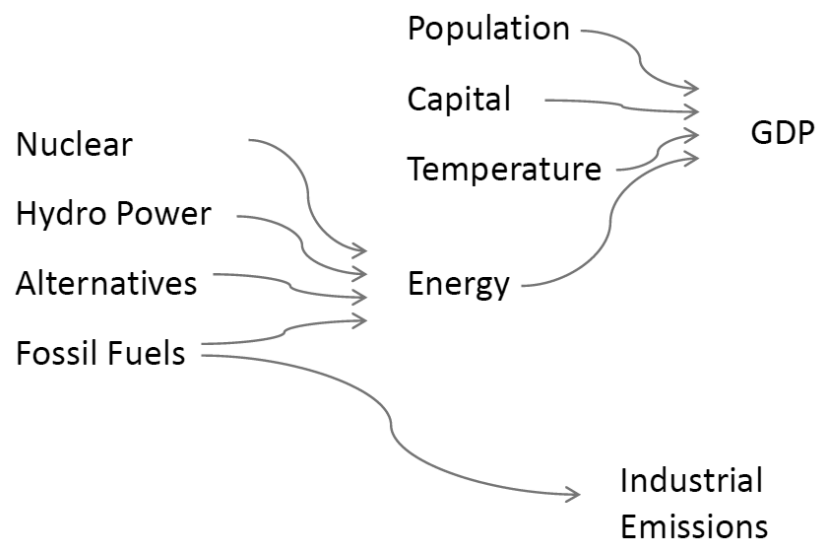 Population
Capital
GDP
Nuclear
Temperature
Hydro Power
Alternatives
Energy
Fossil Fuels
Industrial
Emissions